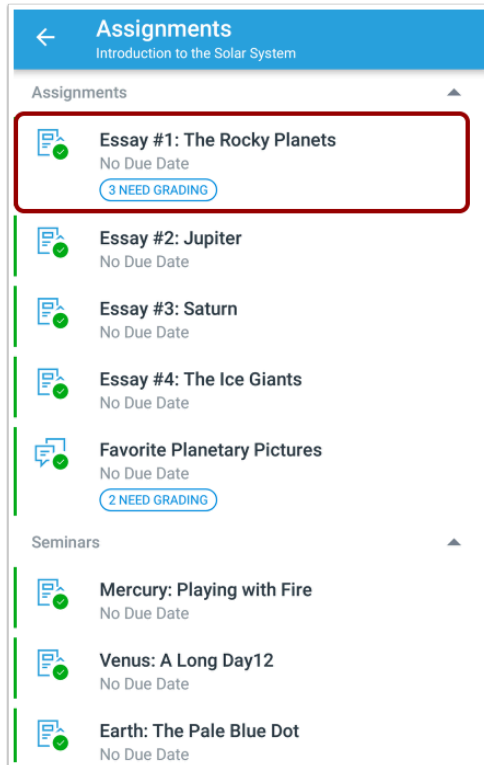 Assignments
Introduction to the Solar System
Assignments
Essay #1: The Rocky Planets
No Due Date
3 NEED GRADING
Essay #2: Jupiter
No Due Date
Essay #3: Saturn
No Due Date
Essay #4: The Ice Giants
No Due Date
Favorite Planetary Pictures
No Due Date
2 NEED GRADING
Seminars
Mercury: Playing with Fire
No Due Date
Venus: A Long Day12
No Due Date
Earth: The Pale Blue Dot
No Due Date